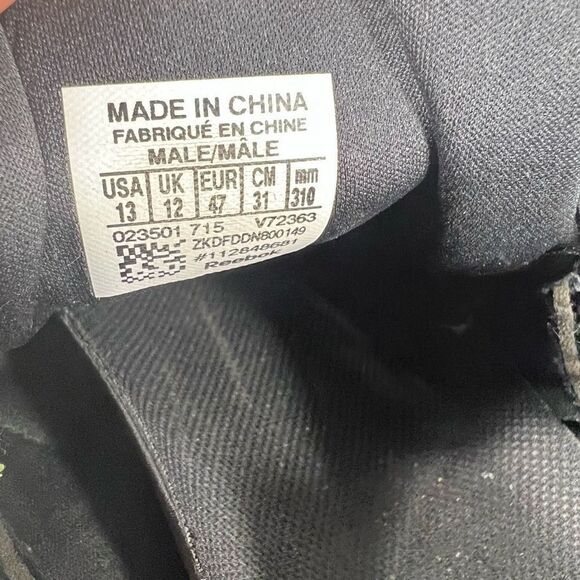 MADE IN CHINA
FABRIQUÉ EN CHINE
MALE/MÂLE
USA UK EUR CM mm
13 12 47 31 310
023501 715 V72363
ZKDFDDN800149
#112848681
Reebok